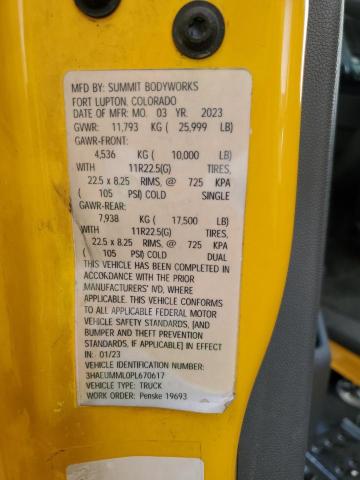 MFD BY: SUMMIT BODYWORKS
FORT LUPTON, COLORADO
DATE OF MFR: MO. 03 YR. 2023
GVWR: 11,793 KG ( 25,999 LB)
GAWR-FRONT:
4,536 KG ( 10,000 LB)
WITH 11R22.5(G) TIRES,
22.5 x 8.25 RIMS, @ 725 KPA
( 105 PSI) COLD SINGLE
GAWR-REAR:
7,938 KG ( 17,500 LB)
WITH 11R22.5(G) TIRES,
22.5 x 8.25 RIMS, @ 725 KPA
( 105 PSI) COLD DUAL
THIS VEHICLE HAS BEEN COMPLETED IN
ACCORDANCE WITH THE PRIOR
MANUFACTURERS' IVD, WHERE
APPLICABLE. THIS VEHICLE CONFORMS
TO ALL APPLICABLE FEDERAL MOTOR
VEHICLE SAFETY STANDARDS, [AND
BUMPER AND THEFT PREVENTION
STANDARDS, IF APPLICABLE] IN EFFECT
IN: 01/23
VEHICLE IDENTIFICATION NUMBER:
3HAEUMML0PL670617
VEHICLE TYPE: TRUCK
WORK ORDER: Penske 19693